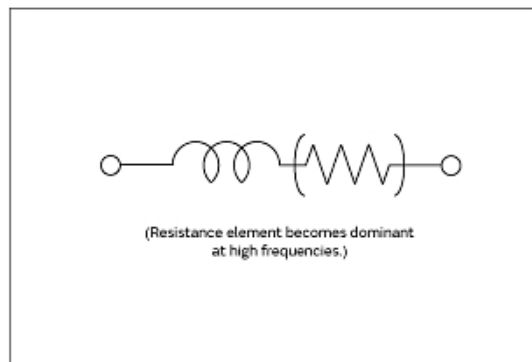 (Resistance element becomes dominant
at high frequencies.)